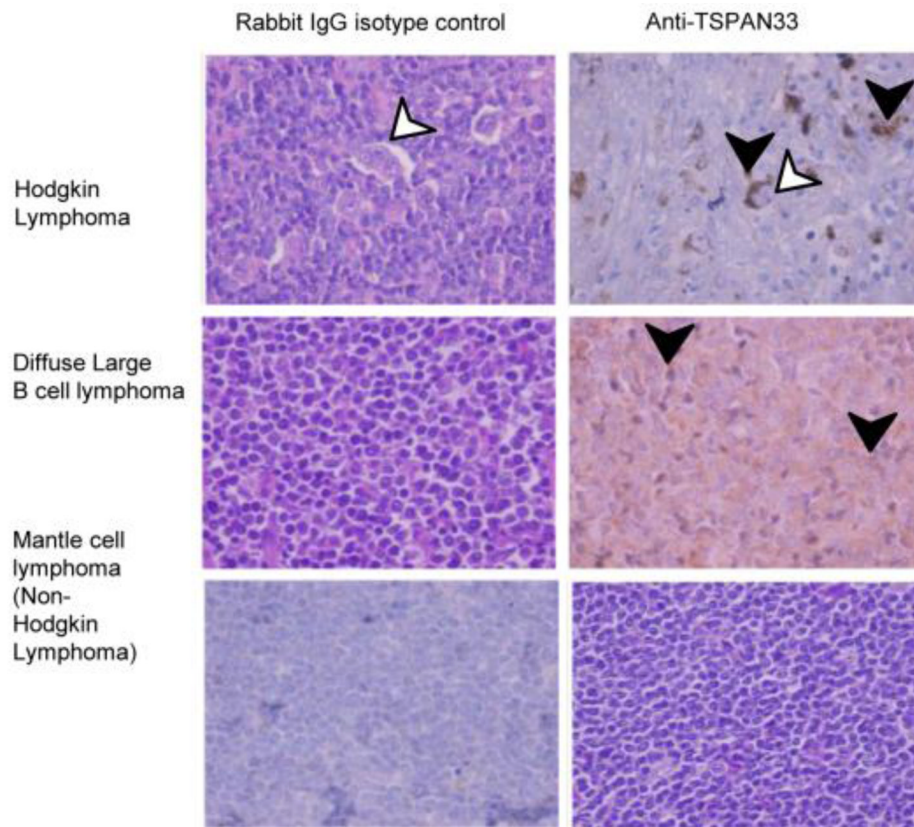 Rabbit IgG isotype control
Anti-TSPAN33
Hodgkin
Lymphoma
Diffuse Large
B cell lymphoma
Mantle cell
lymphoma
(Non-
Hodgkin
Lymphoma)